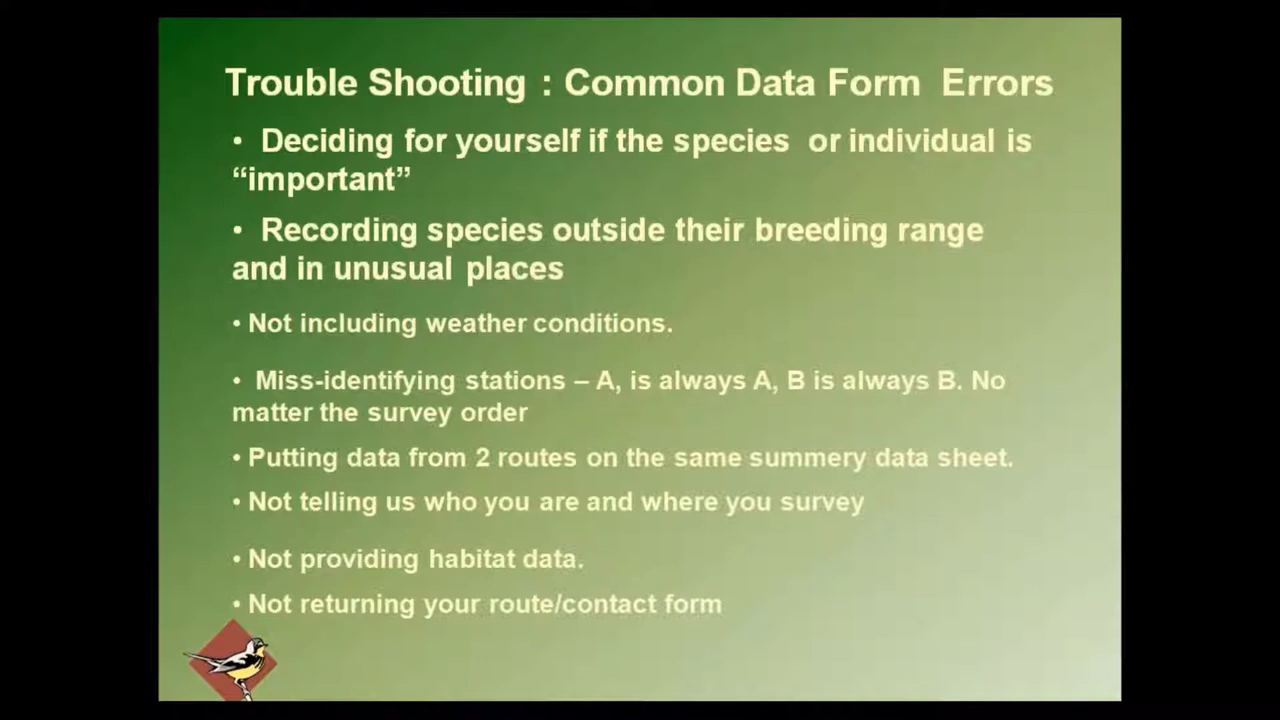 Trouble Shooting : Common Data Form Errors
• Deciding for yourself if the species or individual is
“important”
• Recording species outside their breeding range
and in unusual places
• Not including weather conditions.
• Miss-identifying stations – A, is always A, B is always B. No
matter the survey order
• Putting data from 2 routes on the same summery data sheet.
• Not telling us who you are and where you survey
• Not providing habitat data.
• Not returning your route/contact form